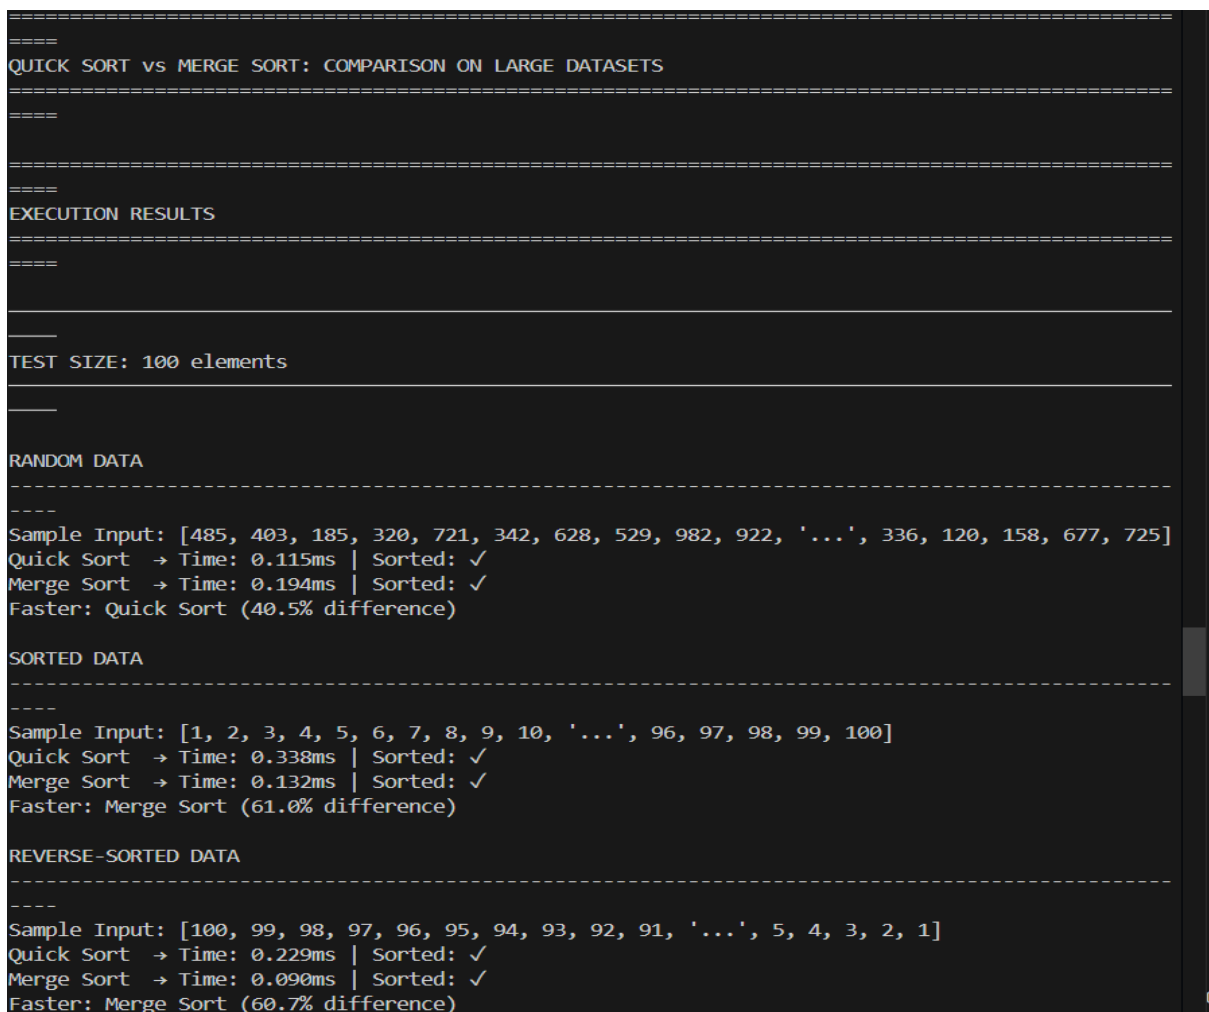 ================================================================================================
====
QUICK SORT vs MERGE SORT: COMPARISON ON LARGE DATASETS
================================================================================================
====
================================================================================================
====
EXECUTION RESULTS
================================================================================================
====
────────────────────────────────────────────────────────────────────────────────────────────────
────
TEST SIZE: 100 elements
────────────────────────────────────────────────────────────────────────────────────────────────
────
RANDOM DATA
------------------------------------------------------------------------------------------------
----
Sample Input: [485, 403, 185, 320, 721, 342, 628, 529, 982, 922, '...', 336, 120, 158, 677, 725]
Quick Sort  → Time: 0.115ms | Sorted: ✓
Merge Sort  → Time: 0.194ms | Sorted: ✓
Faster: Quick Sort (40.5% difference)
SORTED DATA
------------------------------------------------------------------------------------------------
----
Sample Input: [1, 2, 3, 4, 5, 6, 7, 8, 9, 10, '...', 96, 97, 98, 99, 100]
Quick Sort  → Time: 0.338ms | Sorted: ✓
Merge Sort  → Time: 0.132ms | Sorted: ✓
Faster: Merge Sort (61.0% difference)
REVERSE-SORTED DATA
------------------------------------------------------------------------------------------------
----
Sample Input: [100, 99, 98, 97, 96, 95, 94, 93, 92, 91, '...', 5, 4, 3, 2, 1]
Quick Sort  → Time: 0.229ms | Sorted: ✓
Merge Sort  → Time: 0.090ms | Sorted: ✓
Faster: Merge Sort (60.7% difference)